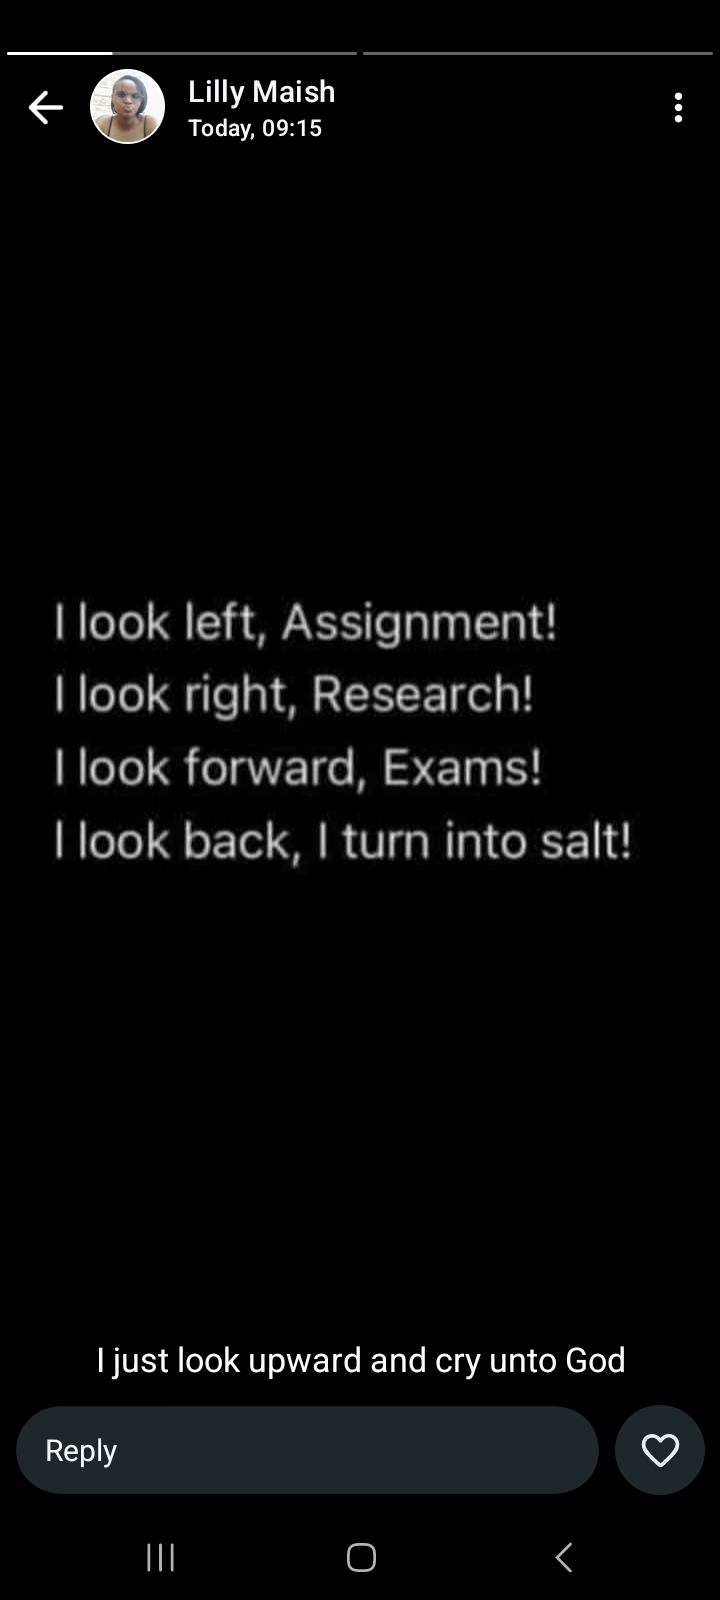 Lilly Maish
Today, 09:15
I look left, Assignment!
I look right, Research!
I look forward, Exams!
I look back, I turn into salt!
I just look upward and cry unto God
Reply